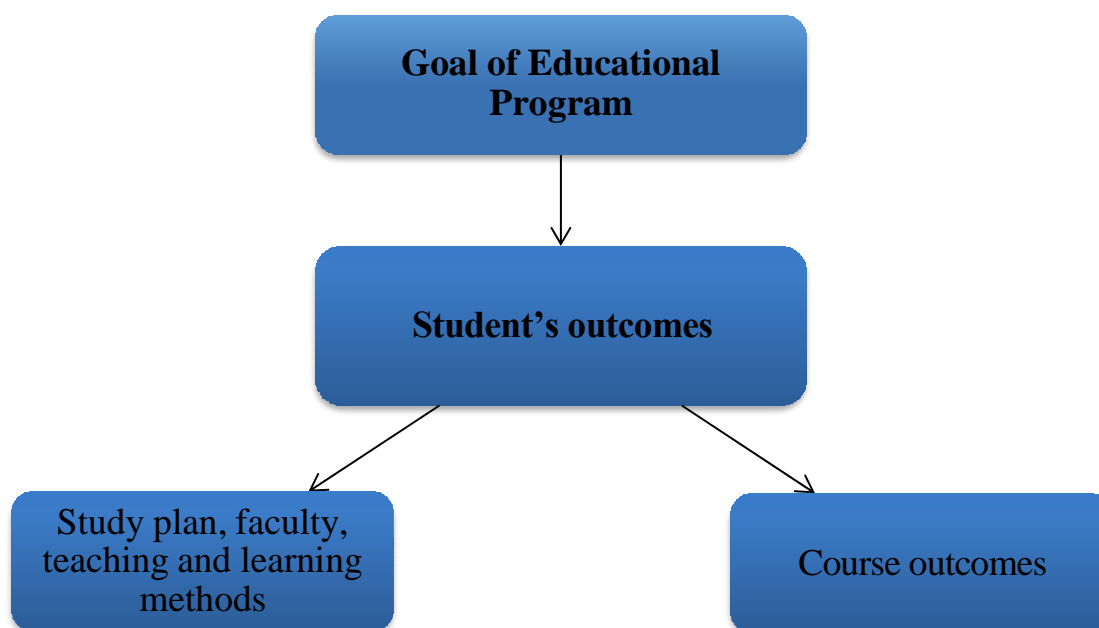 Goal of Educational
Program
Student’s outcomes
Study plan, faculty,
teaching and learning
methods
Course outcomes